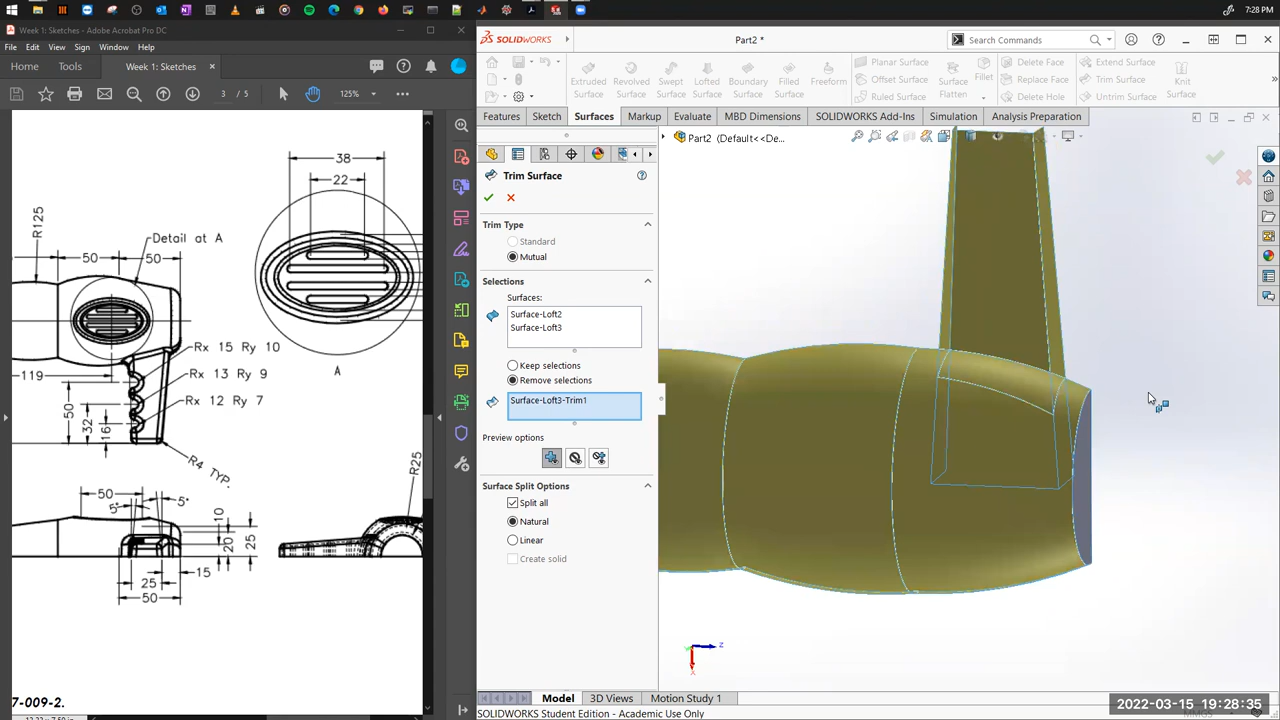 7:28 PM
Week 1: Sketches - Adobe Acrobat Pro DC
File Edit View Sign Window Help
Home Tools Week 1: Sketches ×
3 / 5 125%
38
22
R125
Detail at A
50 50
Rx 15 Ry 10
119
Rx 13 Ry 9
Rx 12 Ry 7
50
32
16
A
R4 TYP.
R25
50
5° 5°
10
20
25
15
25
50
7-009-2.
SOLIDWORKS
Part2 *
Search Commands
Extruded Surface
Revolved Surface
Swept Surface
Lofted Surface
Boundary Surface
Filled Surface
Freeform
Planar Surface
Offset Surface
Ruled Surface
Surface Flatten
Fillet
Delete Face
Replace Face
Delete Hole
Extend Surface
Trim Surface
Untrim Surface
Knit Surface
Features Sketch Surfaces Markup Evaluate MBD Dimensions SOLIDWORKS Add-Ins Simulation Analysis Preparation
Part2 (Default<<De...
Trim Surface
Trim Type
Standard
Mutual
Selections
Surfaces:
Surface-Loft2
Surface-Loft3
Keep selections
Remove selections
Surface-Loft3-Trim1
Preview options
Surface Split Options
Split all
Natural
Linear
Create solid
z
x
Model 3D Views Motion Study 1
SOLIDWORKS Student Edition - Academic Use Only
2022-03-15 19:28:35